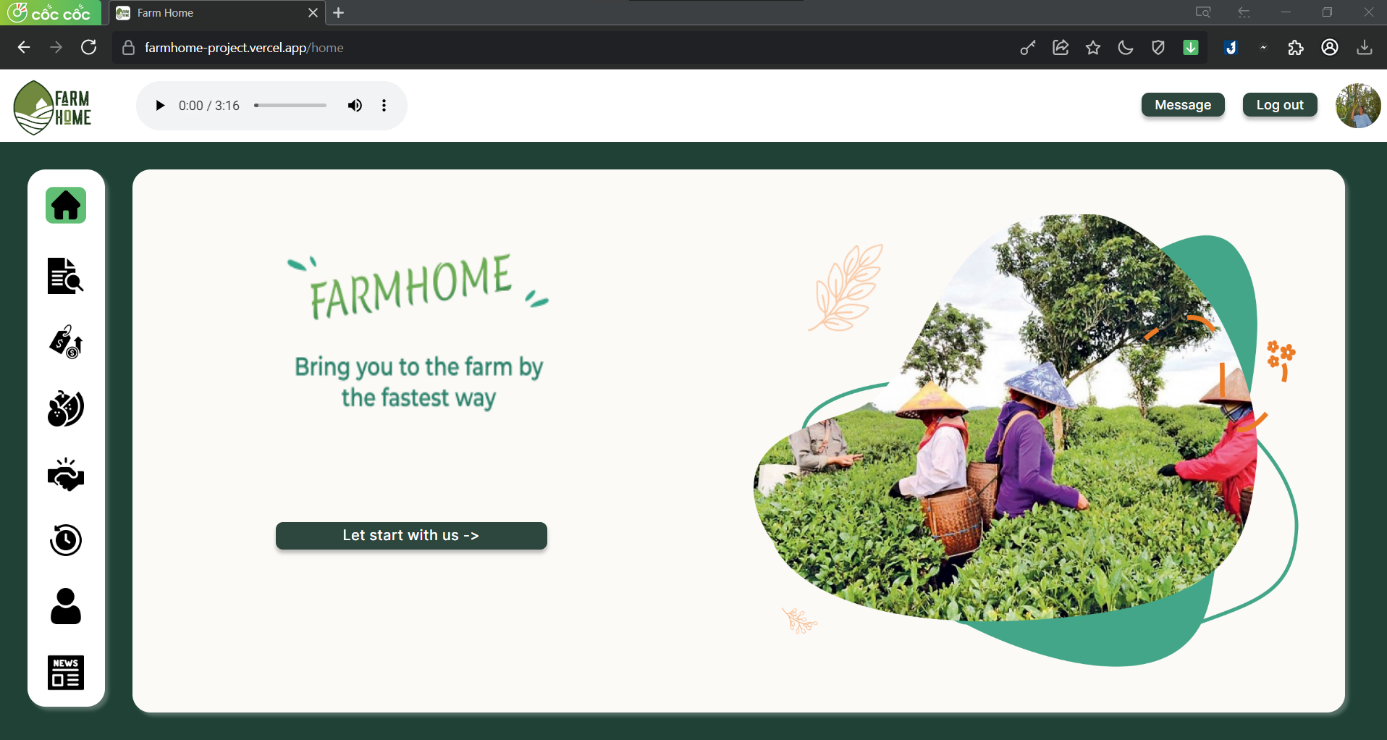 cốc cốc
Farm Home
farmhome-project.vercel.app/home
FARM
HOME
0:00 / 3:16
Message
Log out
FARMHOME
Bring you to the farm by
the fastest way
Let start with us ->
$
$
NEWS